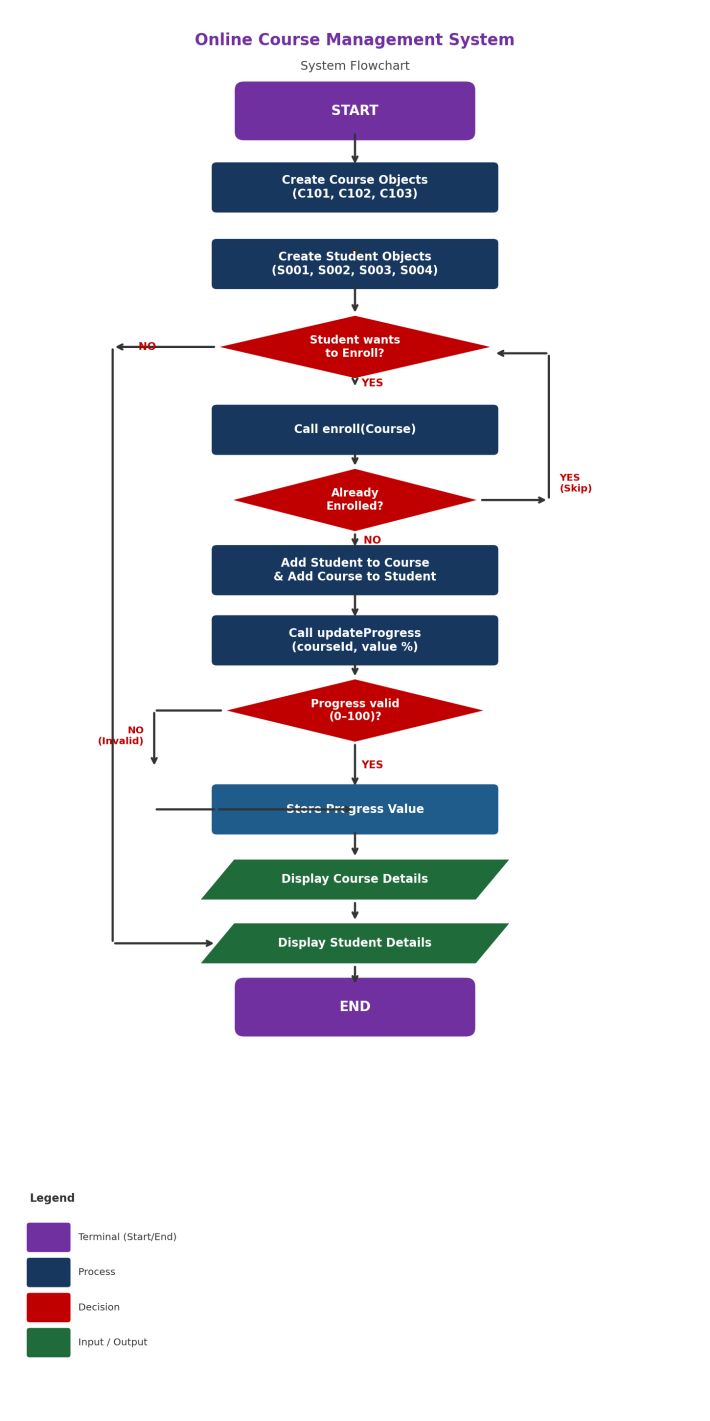 Online Course Management System
System Flowchart
START
Create Course Objects
(C101, C102, C103)
Create Student Objects
(S001, S002, S003, S004)
Student wants
to Enroll?
NO
YES
Call enroll(Course)
Already
Enrolled?
YES
(Skip)
NO
Add Student to Course
& Add Course to Student
Call updateProgress
(courseId, value %)
Progress valid
(0–100)?
NO
(Invalid)
YES
Store Progress Value
Display Course Details
Display Student Details
END
Legend
Terminal (Start/End)
Process
Decision
Input / Output